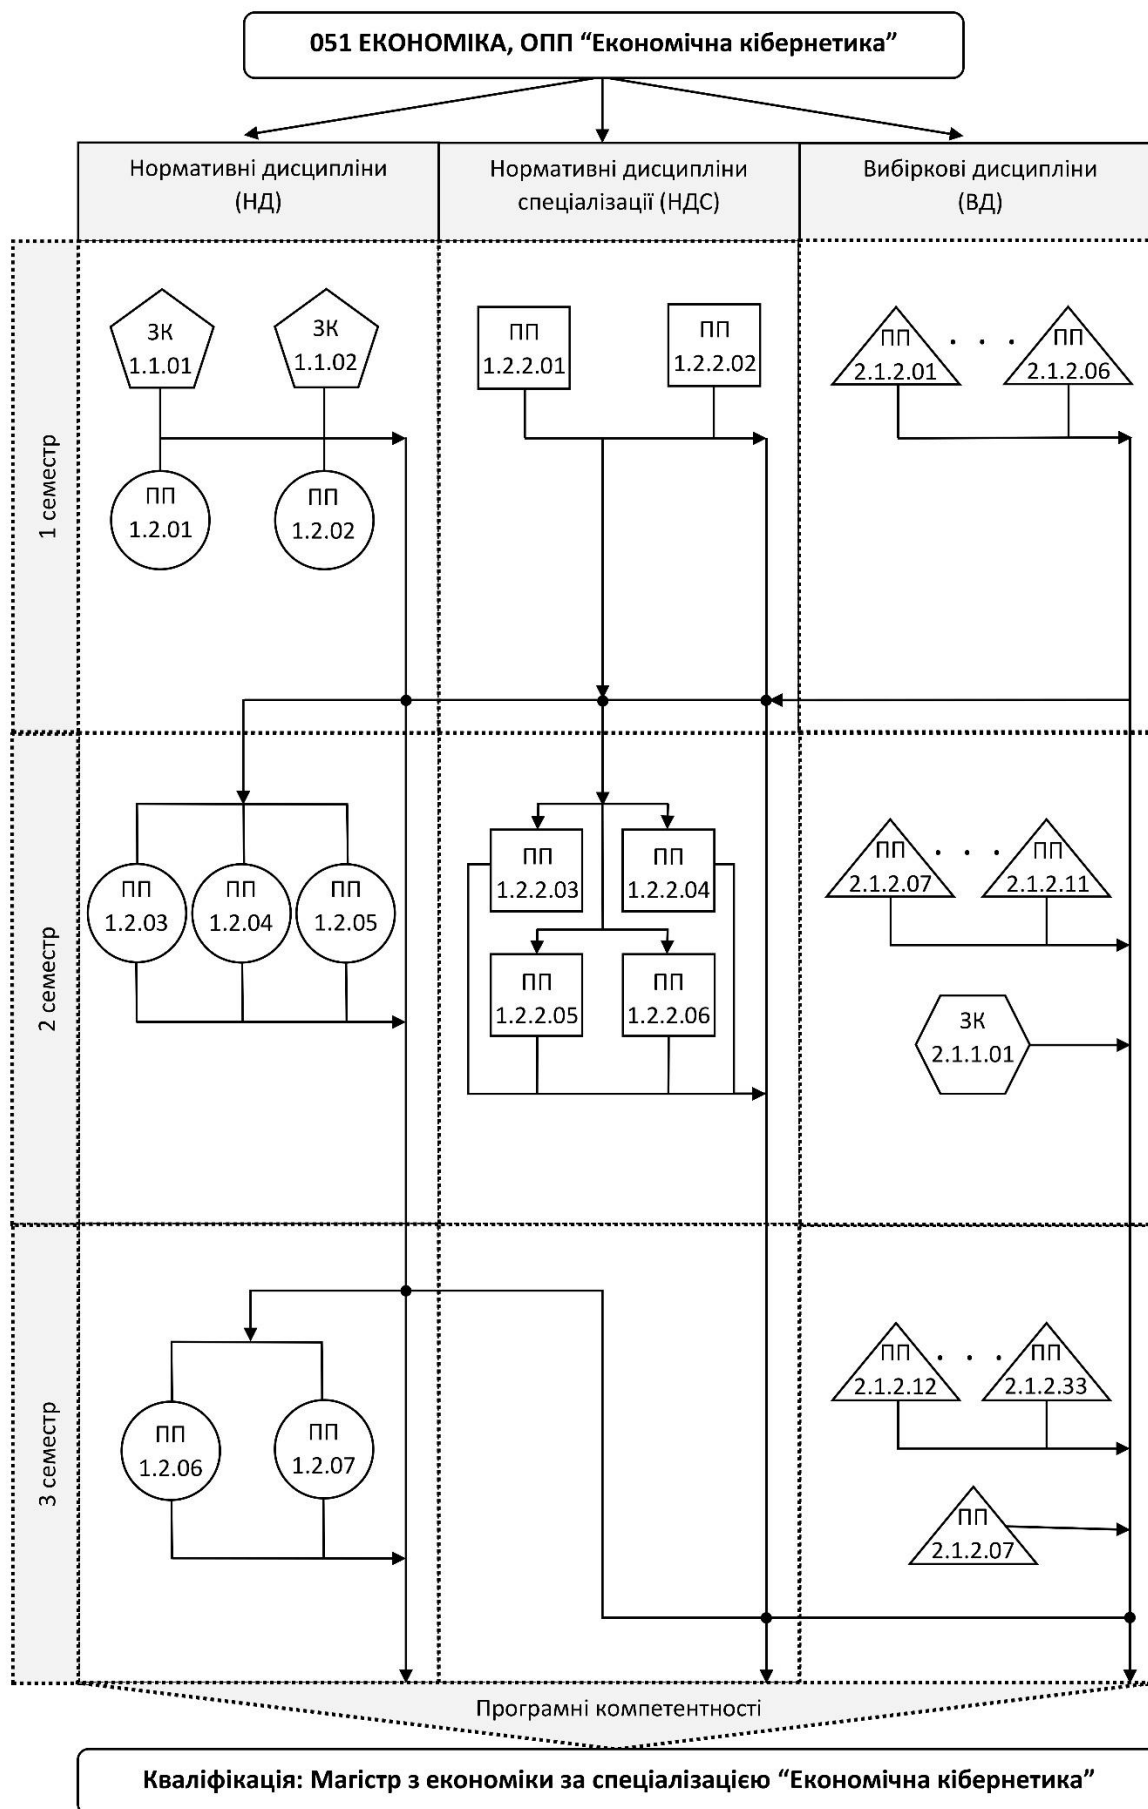 051 ЕКОНОМІКА, ОПП “Економічна кібернетика”
Нормативні дисципліни
(НД)
Нормативні дисципліни
спеціалізації (НДС)
Вибіркові дисципліни
(ВД)
1 семестр
ЗК
1.1.01
ЗК
1.1.02
ПП
1.2.01
ПП
1.2.02
ПП
1.2.2.01
ПП
1.2.2.02
ПП
2.1.2.01
. . .
ПП
2.1.2.06
2 семестр
ПП
1.2.03
ПП
1.2.04
ПП
1.2.05
ПП
1.2.2.03
ПП
1.2.2.04
ПП
1.2.2.05
ПП
1.2.2.06
ПП
2.1.2.07
. . .
ПП
2.1.2.11
ЗК
2.1.1.01
3 семестр
ПП
1.2.06
ПП
1.2.07
ПП
2.1.2.12
. . .
ПП
2.1.2.33
ПП
2.1.2.07
Програмні компетентності
Кваліфікація: Магістр з економіки за спеціалізацією “Економічна кібернетика”